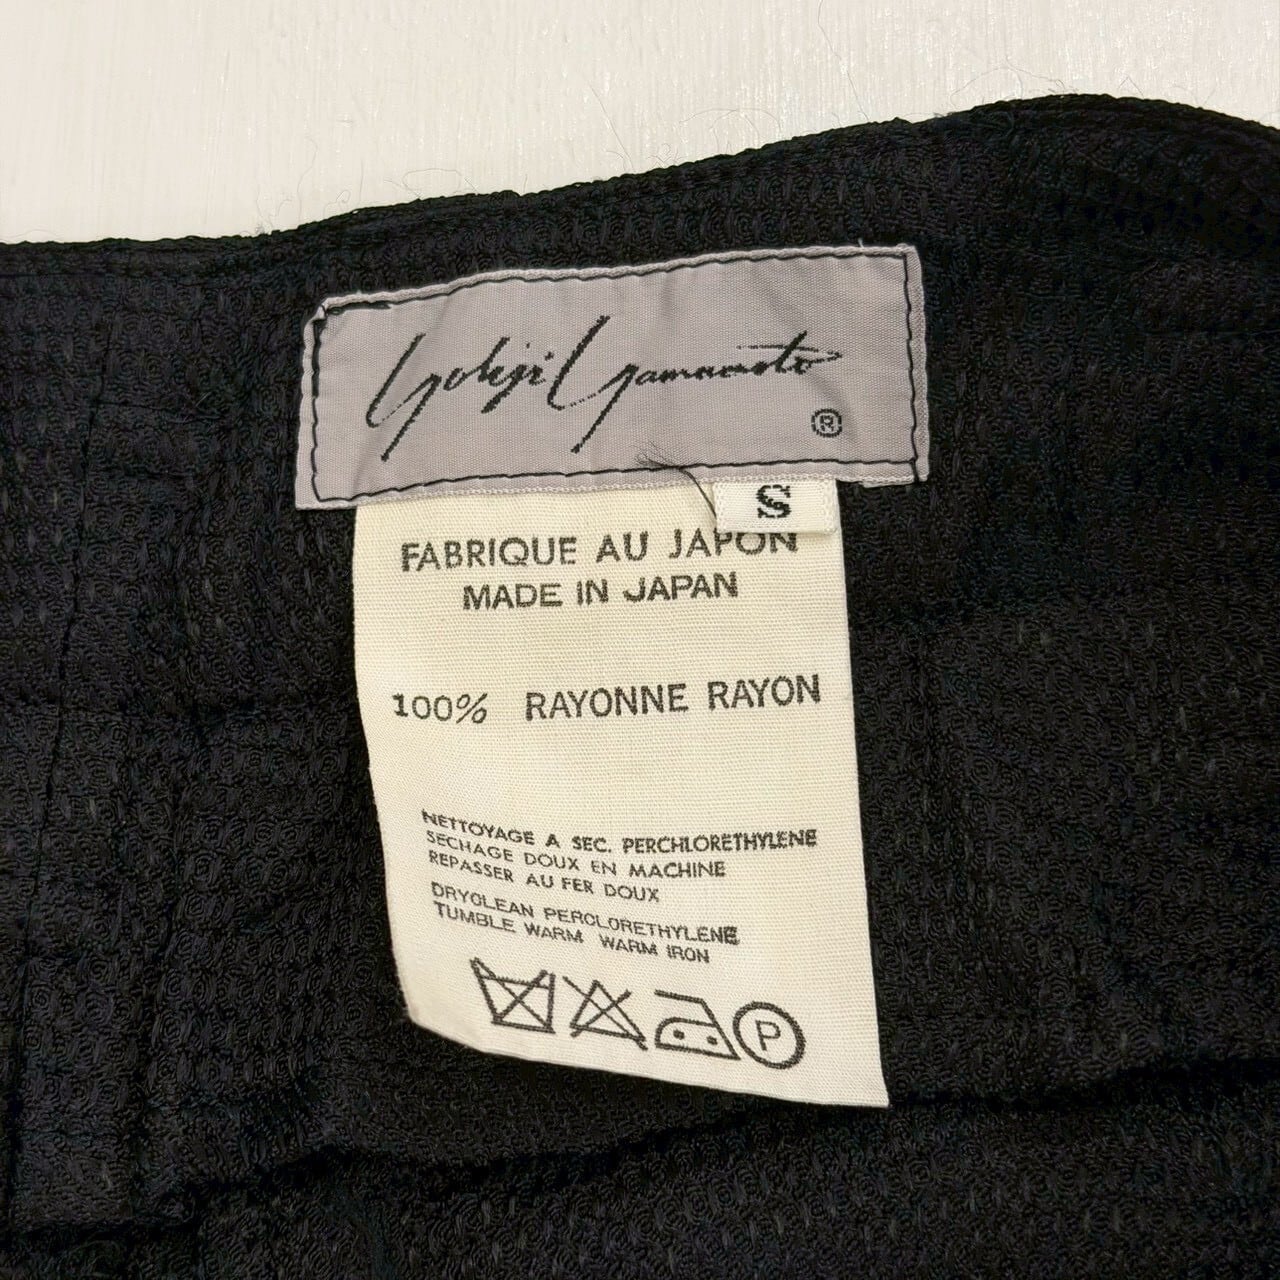 Yohji Yamamoto
®
S
FABRIQUE AU JAPON
MADE IN JAPAN
100% RAYONNE RAYON
NETTOYAGE A SEC. PERCHLORETHYLENE
SECHAGE DOUX EN MACHINE
REPASSER AU FER DOUX
DRYCLEAN PERCLORETHYLENE
TUMBLE WARM WARM IRON
P